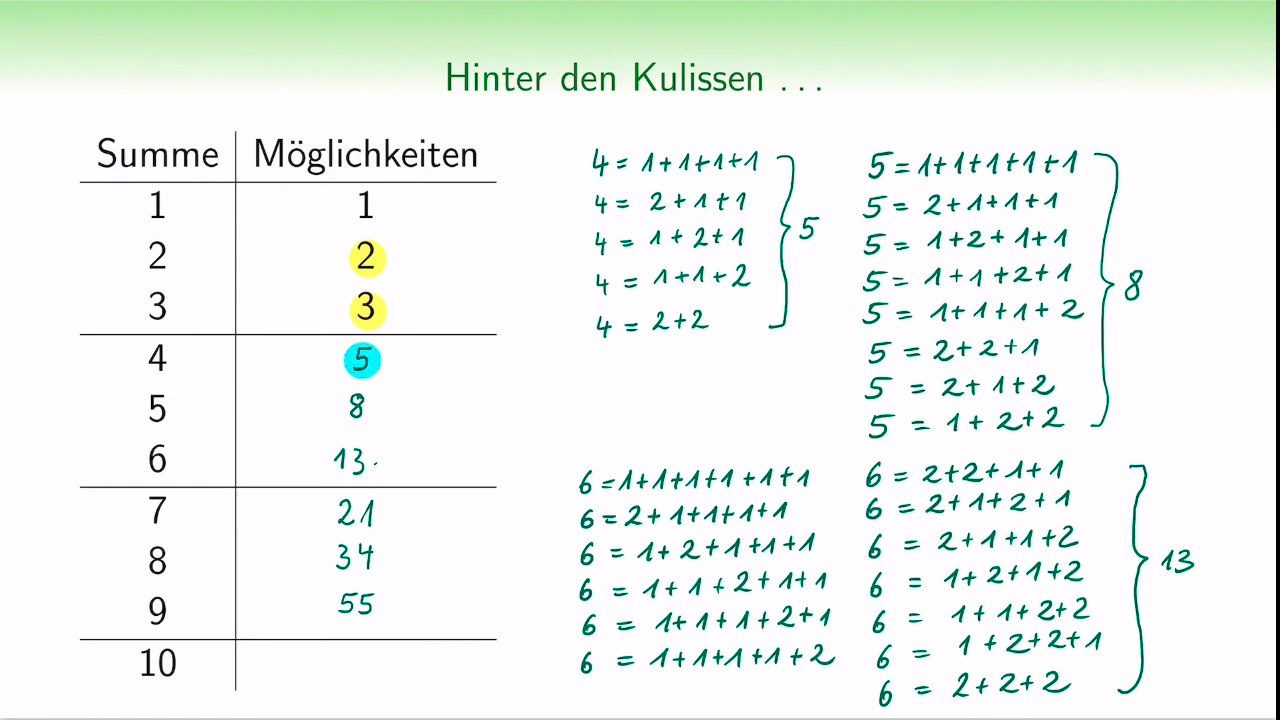 Hinter den Kulissen ...
Summe Möglichkeiten
1 1
2 2
3 3
4 5
5 8
6 13.
7 21
8 34
9 55
10
4 = 1+1+1+1
4 = 2+1+1
4 = 1+2+1
4 = 1+1+2
4 = 2+2
5
5 = 1+1+1+1+1
5 = 2+1+1+1
5 = 1+2+1+1
5 = 1+1+2+1
5 = 1+1+1+2
5 = 2+2+1
5 = 2+1+2
5 = 1+2+2
8
6 = 1+1+1+1+1+1
6 = 2+1+1+1+1
6 = 1+2+1+1+1
6 = 1+1+2+1+1
6 = 1+1+1+2+1
6 = 1+1+1+1+2
6 = 2+2+1+1
6 = 2+1+2+1
6 = 2+1+1+2
6 = 1+2+1+2
6 = 1+1+2+2
6 = 1+2+2+1
6 = 2+2+2
13